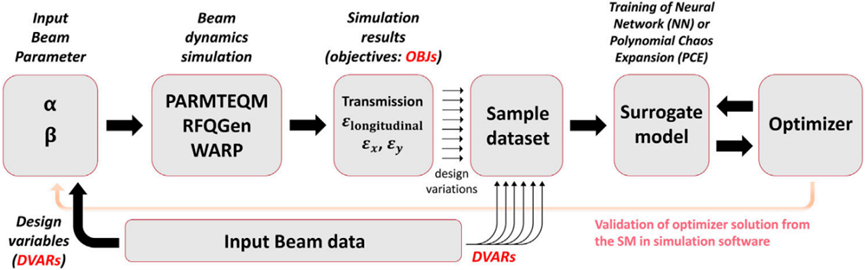 Input
Beam
Parameter
α
β
Beam
dynamics
simulation
PARMTEQM
RFQGen
WARP
Simulation
results
(objectives: OBJs)
Transmission
εlongitudinal
εx, εy
design
variations
Sample
dataset
Training of Neural
Network (NN) or
Polynomial Chaos
Expansion (PCE)
Surrogate
model
Optimizer
Design
variables
(DVARs)
Input Beam data
DVARs
Validation of optimizer solution from
the SM in simulation software